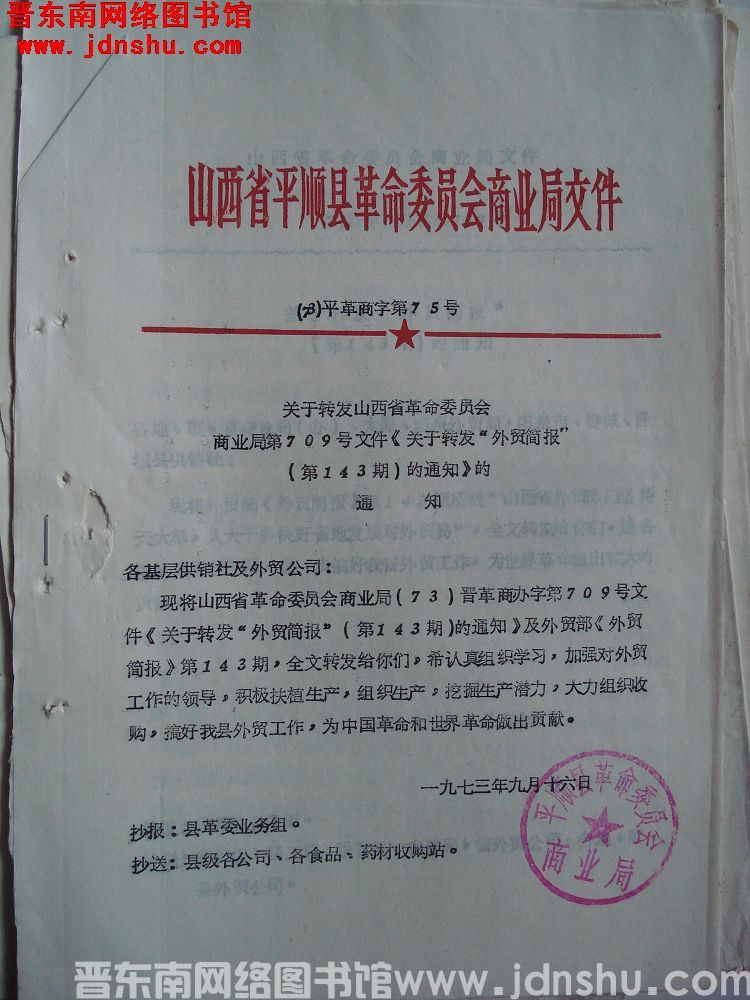 晋东南网络图书馆
www.jdnshu.com
山西省平顺县革命委员会商业局文件
(73)平革商字第75号
关于转发山西省革命委员会
商业局第709号文件《关于转发“外贸简报”
(第143期)的通知》的
通 知
各基层供销社及外贸公司：
现将山西省革命委员会商业局(73)晋革商办字第709号文
件《关于转发“外贸简报”(第143期)的通知》及外贸部《外贸
简报》第143期，全文转发给你们，希认真组织学习，加强对外贸
工作的领导，积极扶植生产，组织生产，挖掘生产潜力，大力组织收
购，搞好我县外贸工作，为中国革命和世界革命做出贡献。
一九七三年九月十六日
平顺县革命委员会
商业局
抄报：县革委业务组。
抄送：县级各公司、各食品、药材收购站。
晋东南网络图书馆www.jdnshu.com